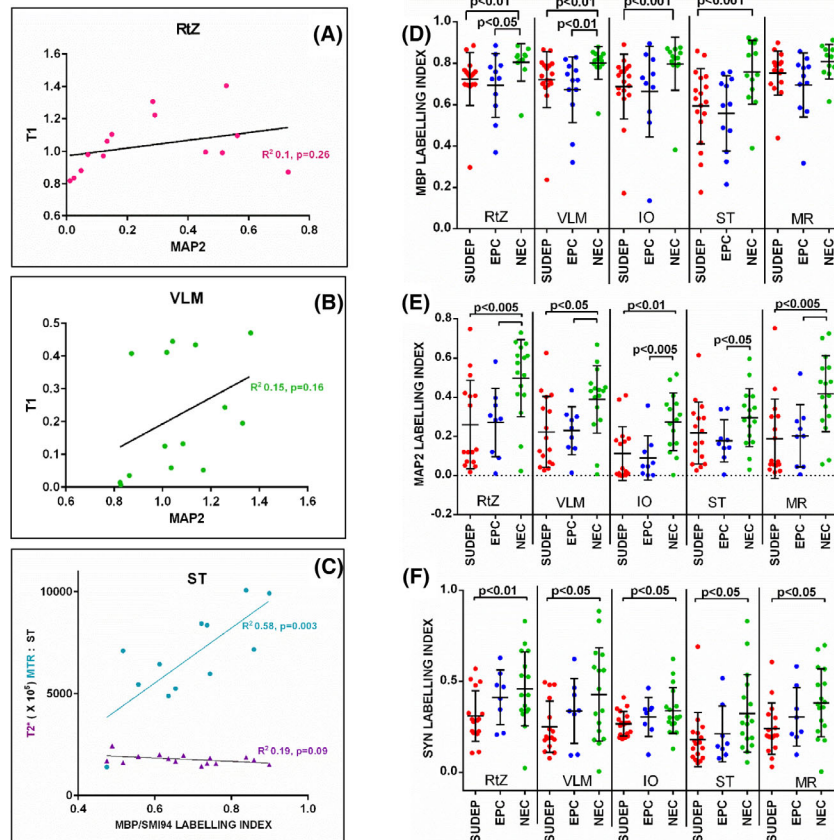 RtZ
(A)
1.6
1.4
1.2
1.0
0.8
0.6
T1
R² 0.1, p=0.26
0.0
0.2
0.4
0.6
0.8
MAP2
VLM
(B)
0.5
0.4
0.3
0.2
0.1
0.0
T1
R² 0.15, p=0.16
0.6
0.8
1.0
1.2
1.4
1.6
MAP2
ST
(C)
10000
5000
0
T2* ( X 10⁵) MTR : ST
R² 0.58, p=0.003
R² 0.19, p=0.09
0.4
0.6
0.8
1.0
MBP/SMI94 LABELLING INDEX
(D)
p<0.01
p<0.05
p<0.01
p<0.01
p<0.001
p<0.001
1.0
0.8
0.6
0.4
0.2
0.0
MBP LABELLING INDEX
RtZ
VLM
IO
ST
MR
SUDEP
EPC
NEC
SUDEP
EPC
NEC
SUDEP
EPC
NEC
SUDEP
EPC
NEC
SUDEP
EPC
NEC
(E)
p<0.005
p<0.05
p<0.01
p<0.005
p<0.05
p<0.005
0.8
0.6
0.4
0.2
0.0
-0.2
MAP2 LABELLING INDEX
RtZ
VLM
IO
ST
MR
SUDEP
EPC
NEC
SUDEP
EPC
NEC
SUDEP
EPC
NEC
SUDEP
EPC
NEC
SUDEP
EPC
NEC
(F)
p<0.01
p<0.05
p<0.05
p<0.05
p<0.05
1.0
0.5
0.0
SYN LABELLING INDEX
RtZ
VLM
IO
ST
MR
SUDEP
EPC
NEC
SUDEP
EPC
NEC
SUDEP
EPC
NEC
SUDEP
EPC
NEC
SUDEP
EPC
NEC